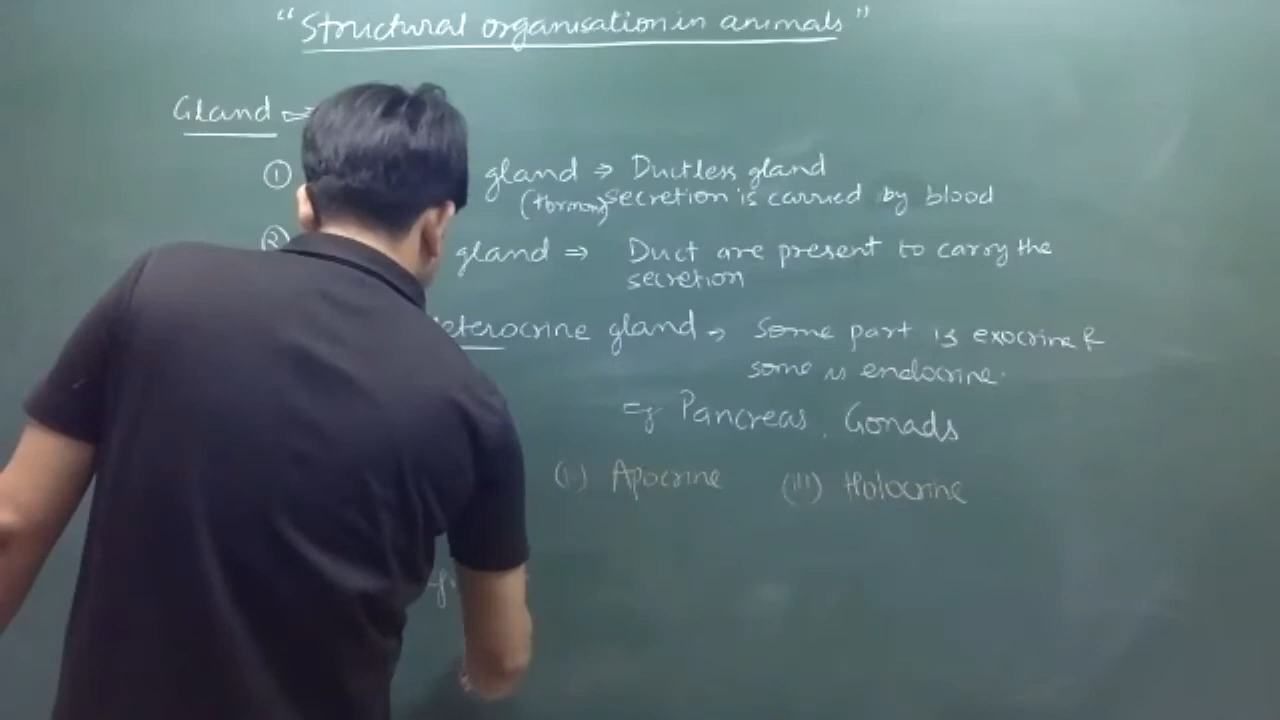 "Structural organisation in animals"
Gland ⇒
① gland → Ductless gland
(Hormon) secretion is carried by blood
② gland ⇒ Duct are present to carry the
secretion
eterocrine gland → Some part is exocrine &
some is endocrine.
Eg Pancreas, Gonads
Apocrine (iii) Holocrine